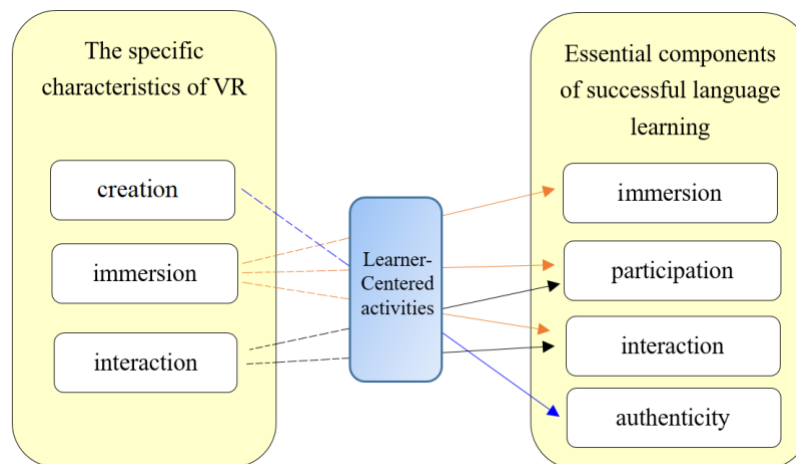 The specific
characteristics of VR
creation
immersion
interaction
Learner-
Centered
activities
Essential components
of successful language
learning
immersion
participation
interaction
authenticity